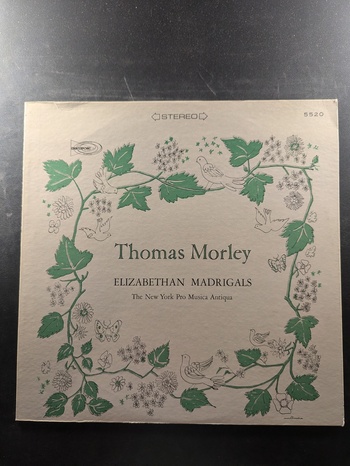 STEREO
5520
Thomas Morley
ELIZABETHAN MADRIGALS
The New York Pro Musica Antiqua